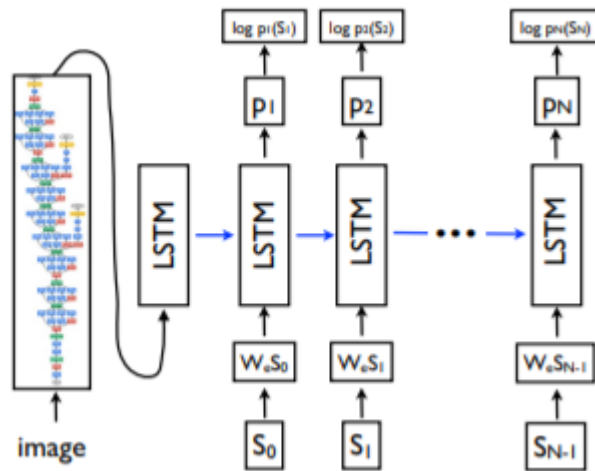 log p₁(S₁) log p₂(S₂) log pN(SN)
p₁ p₂ pN
LSTM LSTM LSTM ... LSTM
WₑS₀ WₑS₁ WₑSN-1
image S₀ S₁ SN-1